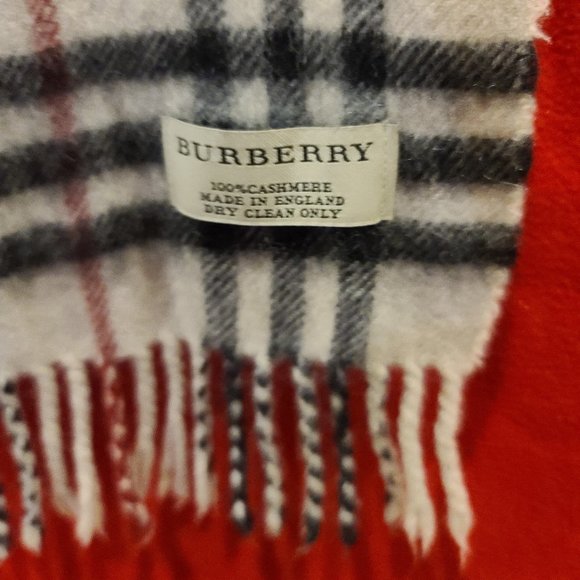 BURBERRY
100%CASHMERE
MADE IN ENGLAND
DRY CLEAN ONLY